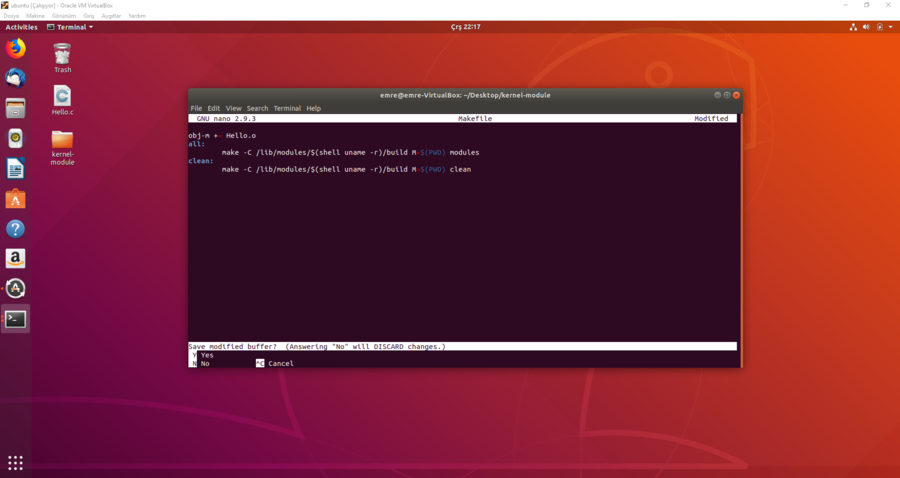 ubuntu [Çalışıyor] - Oracle VM VirtualBox
Dosya Makine Görünüm Giriş Aygıtlar Yardım
Activities Terminal Çrş 22:17
Trash
Hello.c
kernel-
module
emre@emre-VirtualBox: ~/Desktop/kernel-module
File Edit View Search Terminal Help
GNU nano 2.9.3 Makefile Modified
obj-m += Hello.o
all:
make -C /lib/modules/$(shell uname -r)/build M=$(PWD) modules
clean:
make -C /lib/modules/$(shell uname -r)/build M=$(PWD) clean
Save modified buffer? (Answering "No" will DISCARD changes.)
Y Yes
N No ^C Cancel